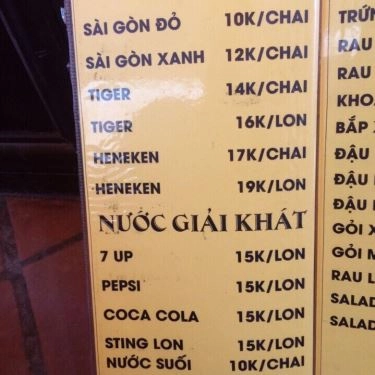 SÀI GÒN ĐỎ 10K/CHAI
SÀI GÒN XANH 12K/CHAI
TIGER 14K/CHAI
TIGER 16K/LON
HENEKEN 17K/CHAI
HENEKEN 19K/LON
NƯỚC GIẢI KHÁT
7 UP 15K/LON
PEPSI 15K/LON
COCA COLA 15K/LON
STING LON 15K/LON
NƯỚC SUỐI 10K/CHAI
TRỨN
RAU
RAU
KHOA
BẮP X
ĐẬU
ĐẬU
ĐẬU
GỎI X
GỎI M
RAU L
SALAD
SALAD